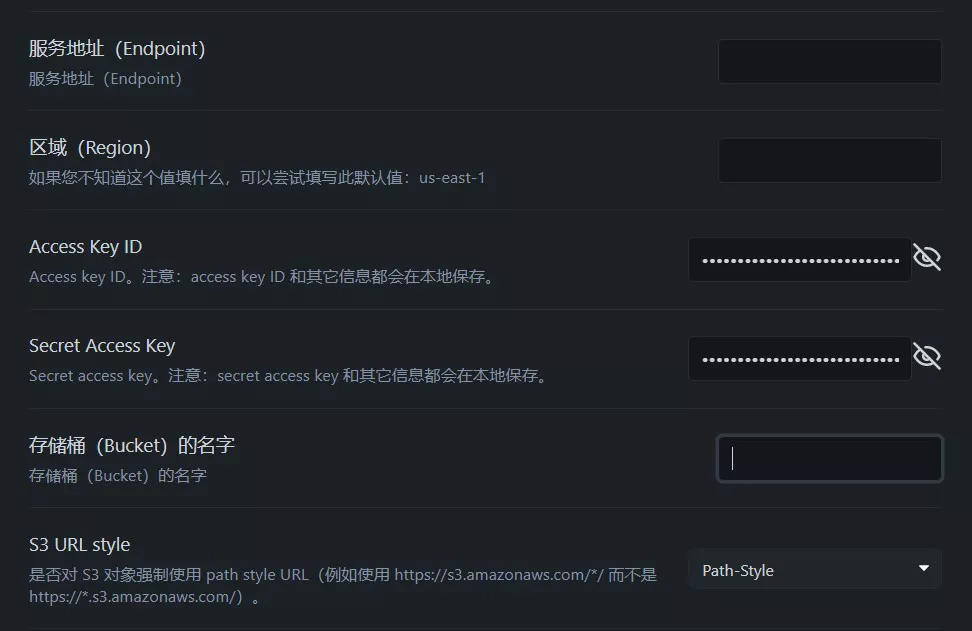 服务地址（Endpoint）
服务地址（Endpoint）
区域（Region）
如果您不知道这个值填什么，可以尝试填写此默认值：us-east-1
Access Key ID
Access key ID。注意：access key ID 和其它信息都会在本地保存。
Secret Access Key
Secret access key。注意：secret access key 和其它信息都会在本地保存。
存储桶（Bucket）的名字
存储桶（Bucket）的名字
S3 URL style
是否对 S3 对象强制使用 path style URL（例如使用 https://s3.amazonaws.com/*/ 而不是
https://*.s3.amazonaws.com/）。
Path-Style